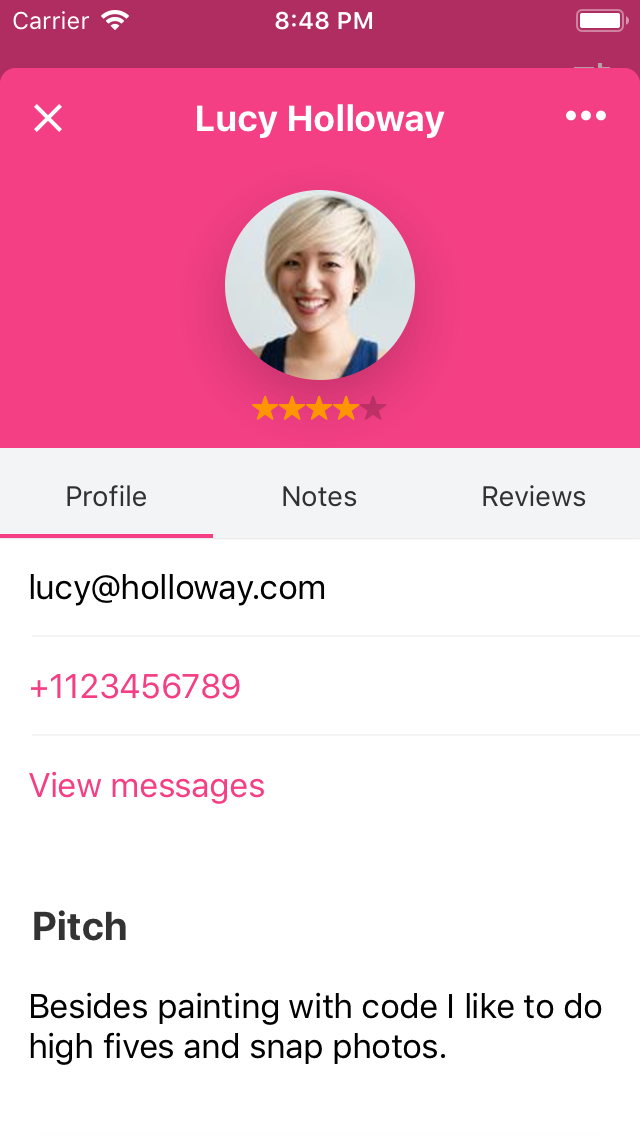 Carrier 8:48 PM
Lucy Holloway
Profile Notes Reviews
lucy@holloway.com
+1123456789
View messages
Pitch
Besides painting with code I like to do
high fives and snap photos.